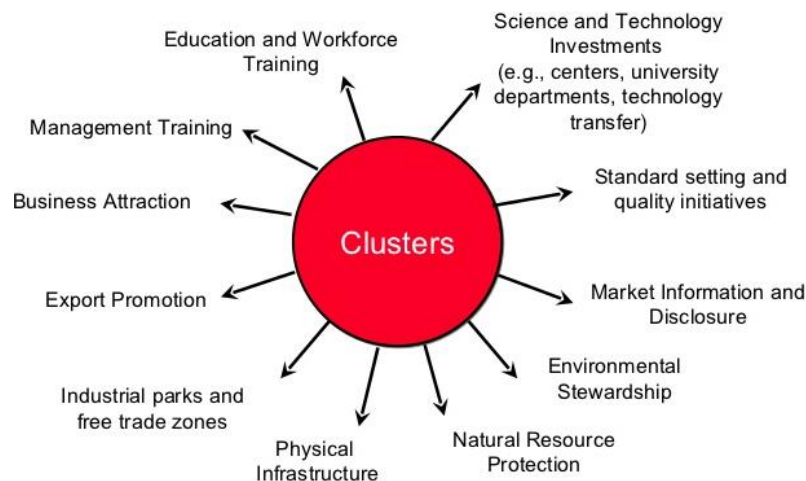 Education and Workforce
Training
Science and Technology
Investments
(e.g., centers, university
departments, technology
transfer)
Management Training
Standard setting and
quality initiatives
Business Attraction
Clusters
Export Promotion
Market Information and
Disclosure
Environmental
Stewardship
Industrial parks and
free trade zones
Physical
Infrastructure
Natural Resource
Protection